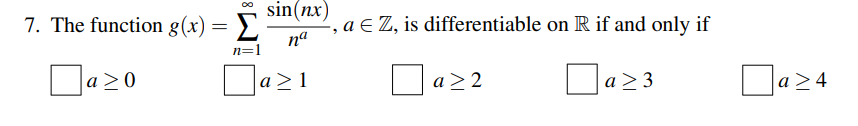 7. The function g(x) = ∑_{n=1}^{∞} sin(nx)/n^a, a ∈ ℤ, is differentiable on ℝ if and only if
☐ a ≥ 0 ☐ a ≥ 1 ☐ a ≥ 2 ☐ a ≥ 3 ☐ a ≥ 4